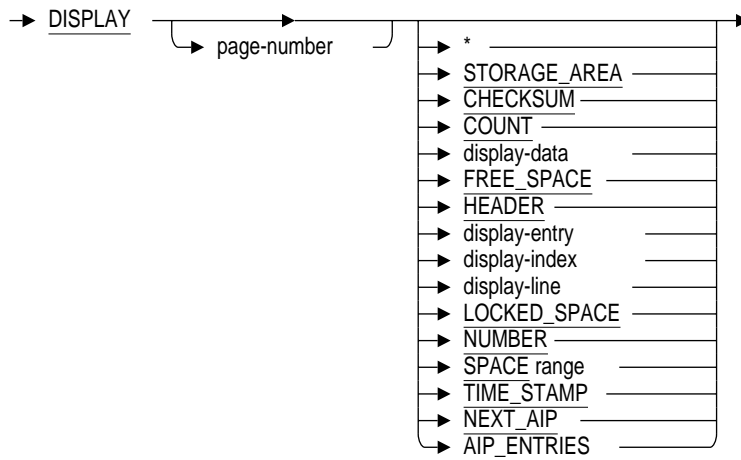 DISPLAY
page-number
*
STORAGE_AREA
CHECKSUM
COUNT
display-data
FREE_SPACE
HEADER
display-entry
display-index
display-line
LOCKED_SPACE
NUMBER
SPACE range
TIME_STAMP
NEXT_AIP
AIP_ENTRIES